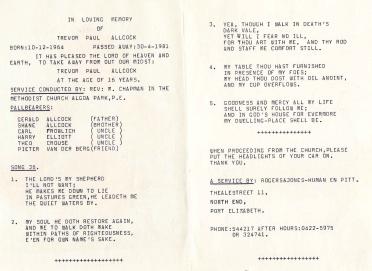 IN LOVING MEMORY
OF
TREVOR PAUL ALLCOCK
BORN:10-12-1964 PASSED AWAY:30-4-1981
IT HAS PLEASED THE LORD OF HEAVEN AND
EARTH, TO TAKE AWAY FROM OUT OUR MIDST:
TREVOR PAUL ALLCOCK
AT THE AGE OF 16 YEARS.
SERVICE CONDUCTED BY: REV: M. CHAPMAN IN THE
METHODIST CHURCH ALGOA PARK,P.E.
PALLBEARERS:
GERALD ALLCOCK (FATHER)
SHANE ALLCOCK (BROTHER)
CARL FROHLICH ( UNCLE )
HARRY ELLIOTT ( UNCLE )
THEO CROUSE ( UNCLE )
PIETER VAN DER BERG(FRIEND)
SONG 38.
1. THE LORD'S MY SHEPHERD
I'LL NOT WANT;
HE MAKES ME DOWN TO LIE
IN PASTURES GREEN,HE LEADETH ME
THE QUIET WATERS BY.
2. MY SOUL HE DOTH RESTORE AGAIN,
AND ME TO WALK DOTH MAKE
WITHIN PATHS OF RIGHTEOUSNESS,
E'EN FOR OWN NAME'S SAKE.
++++++++++++++++++
3. YEA, THOUGH I WALK IN DEATH'S
DARK VALE,
YET WILL I FEAR NO ILL,
FOR THOU ART WITH ME, AND THY ROD
AND STAFF ME COMFORT STILL.
4. MY TABLE THOU HAST FURNISHED
IN PRESENCE OF MY FOES;
MY HEAD THOU DOST WITH OIL ANOINT,
AND MY CUP OVERFLOWS.
5. GOODNESS AND MERCY ALL MY LIFE
SHALL SURELY FOLLOW ME;
AND IN GOD'S HOUSE FOR EVERMORE
MY DWELLING-PLACE SHALL BE.
+++++++++++++++
WHEN PROCEEDING FROM THE CHURCH,PLEASE
PUT THE HEADLIGHTS OF YOUR CAR ON.
THANK YOU.
A SERVICE BY: ROGERS&JONES-HUMAN EN PITT.
THEALESTREET 11,
NORTH END,
PORT ELIZABETH.
PHONE:544217 AFTER HOURS:0422-5975
OR 324741.
++++++++++++++++++